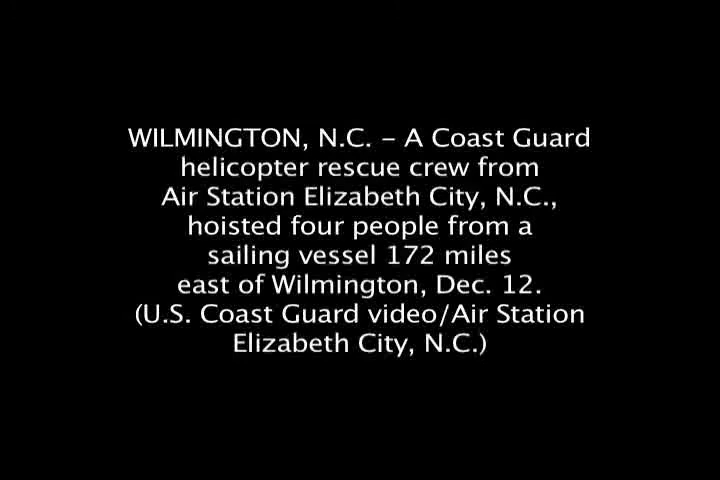 WILMINGTON, N.C. – A Coast Guard
helicopter rescue crew from
Air Station Elizabeth City, N.C.,
hoisted four people from a
sailing vessel 172 miles
east of Wilmington, Dec. 12.
(U.S. Coast Guard video/Air Station
Elizabeth City, N.C.)